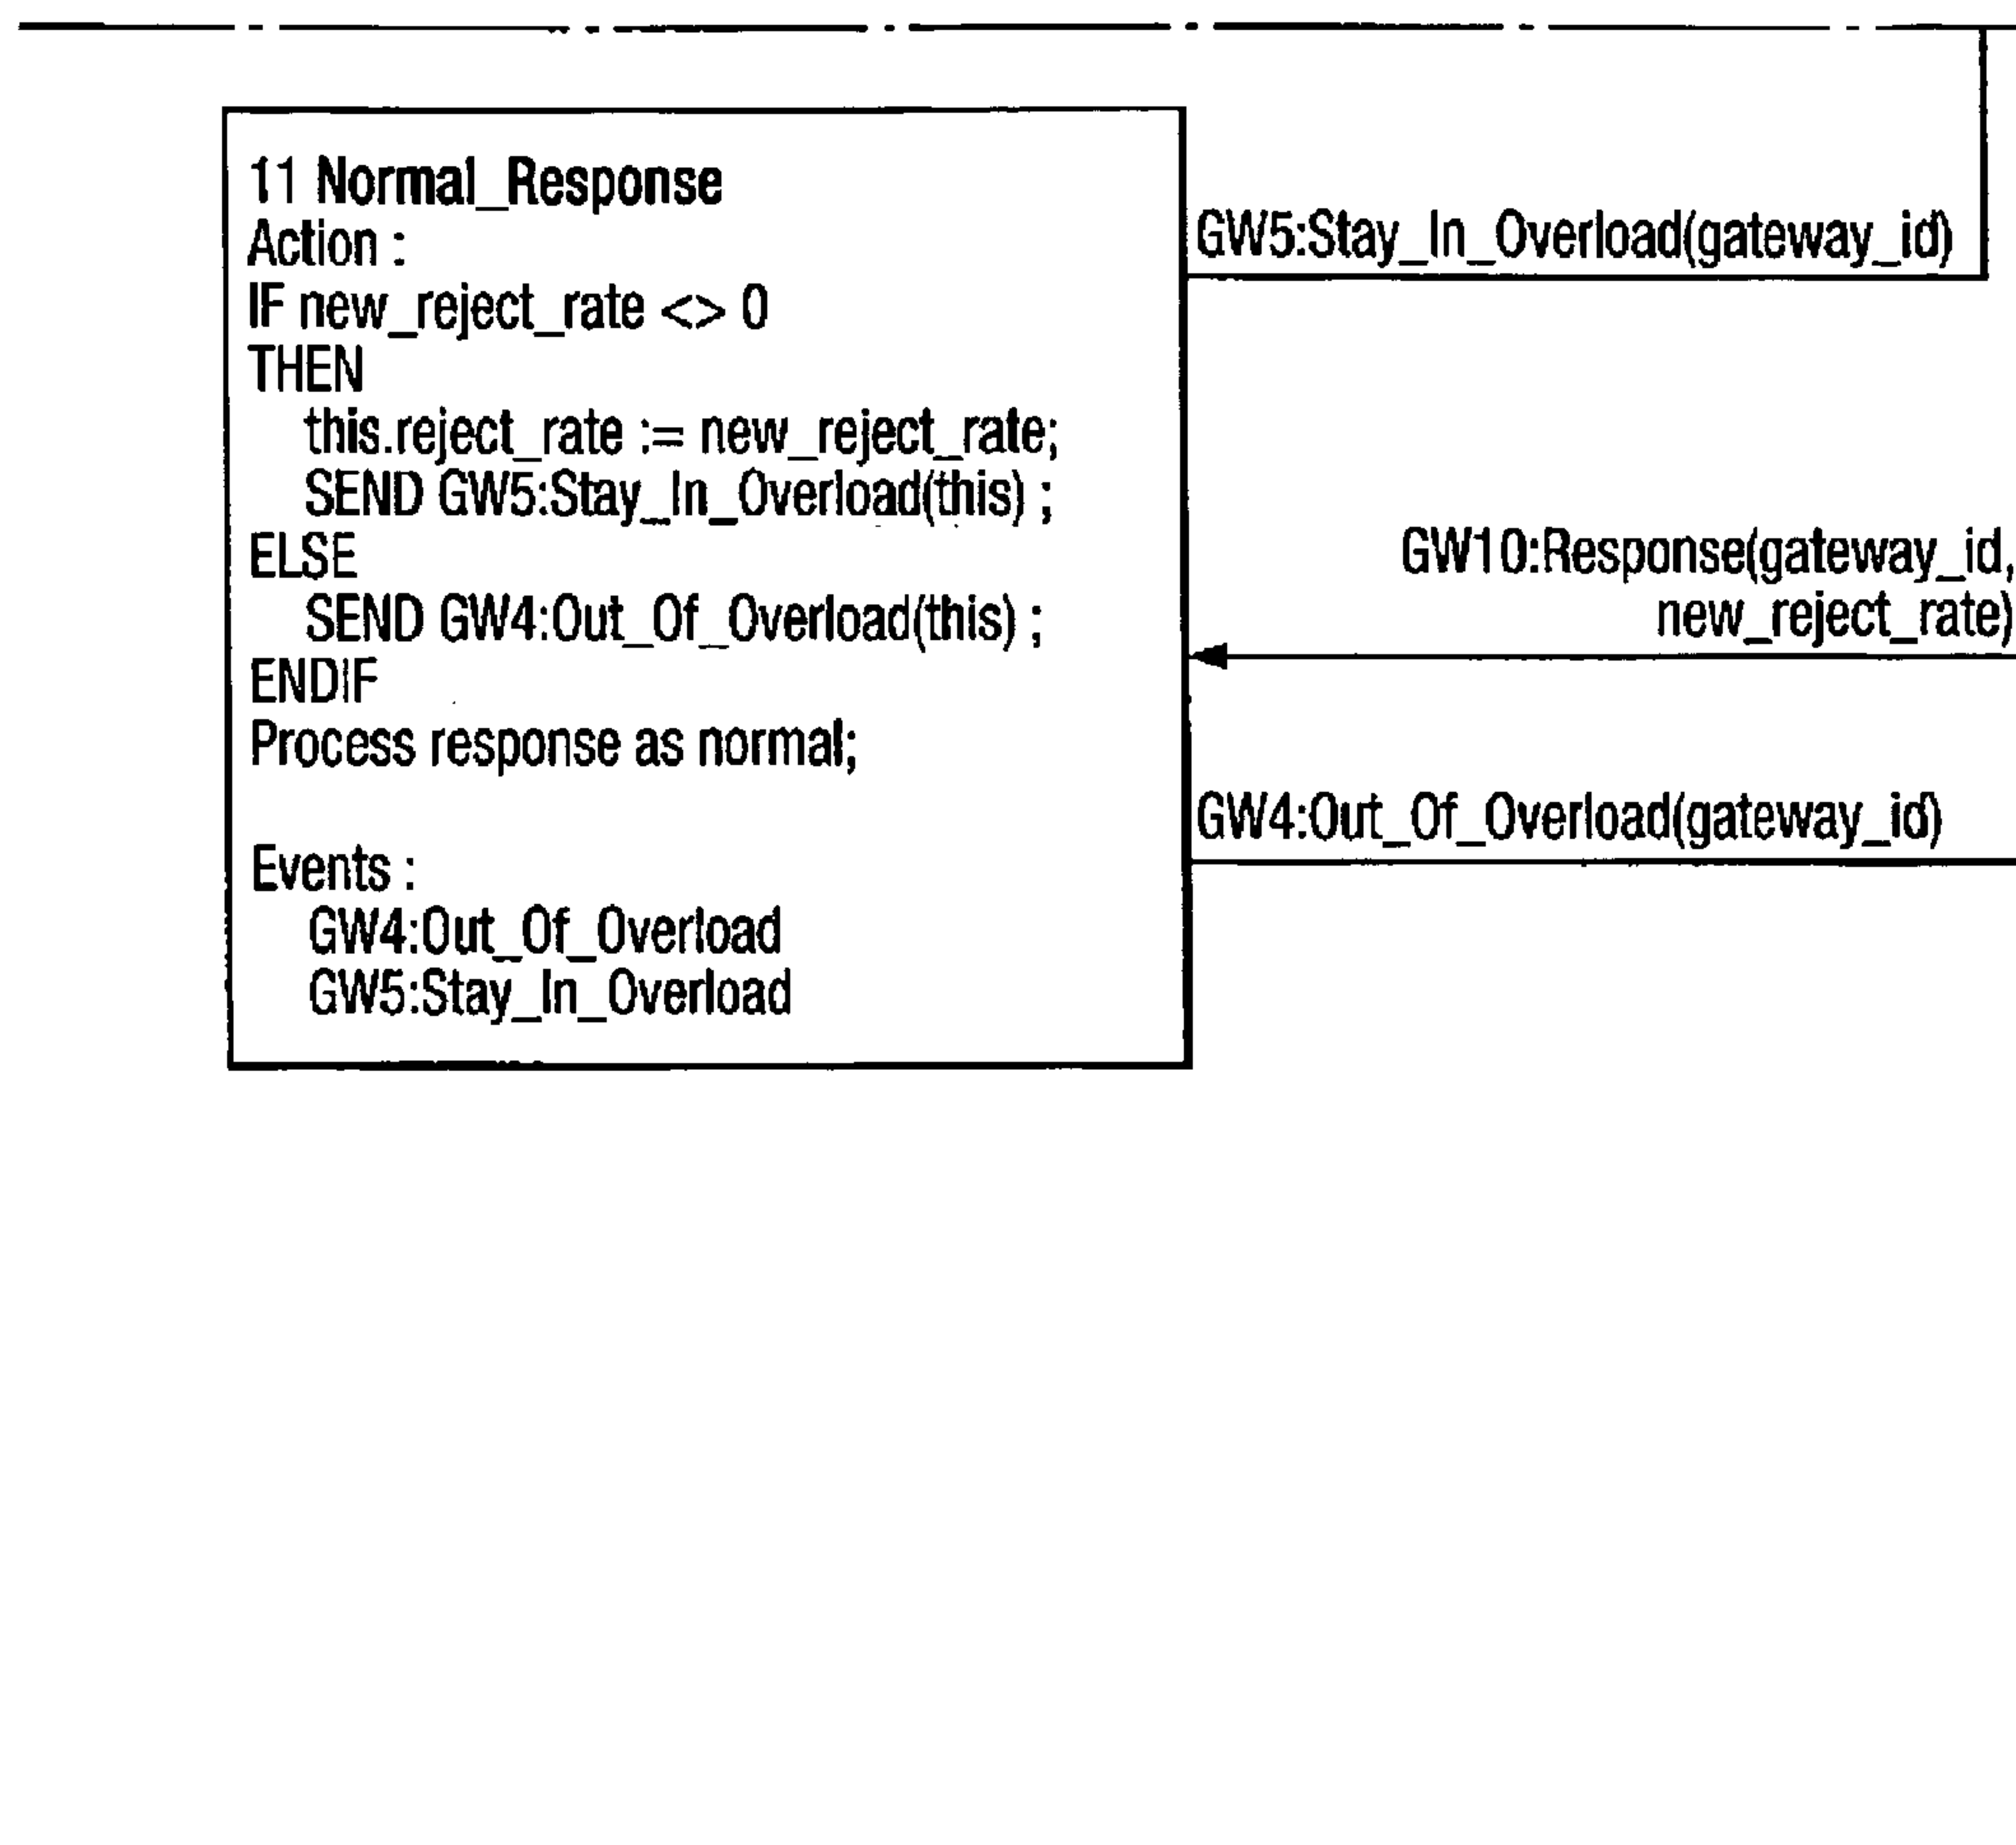 11 Normal_Response
Action :
IF new_reject_rate <> 0
THEN
this.reject_rate := new_reject_rate;
SEND GW5:Stay_In_Overload(this) ;
ELSE
SEND GW4:Out_Of_Overload(this) ;
ENDIF
Process response as normal;
Events :
GW4:Out_Of_Overload
GW5:Stay_In_Overload
GW5:Stay_In_Overload(gateway_id)
GW10:Response(gateway_id,
new_reject_rate)
GW4:Out_Of_Overload(gateway_id)